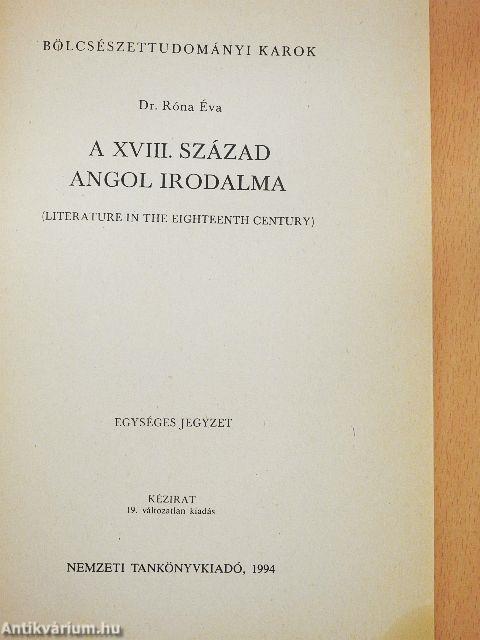 BÖLCSÉSZETTUDOMÁNYI KAROK
Dr. Róna Éva
A XVIII. SZÁZAD
ANGOL IRODALMA
(LITERATURE IN THE EIGHTEENTH CENTURY)
EGYSÉGES JEGYZET
KÉZIRAT
19. változatlan kiadás
NEMZETI TANKÖNYVKIADÓ, 1994
Antikvárium.hu